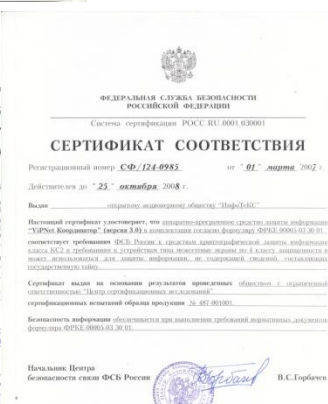 ФЕДЕРАЛЬНАЯ СЛУЖБА БЕЗОПАСНОСТИ
РОССИЙСКОЙ ФЕДЕРАЦИИ
Система сертификации РОСС RU.0001.030001
СЕРТИФИКАТ СООТВЕТСТВИЯ
Регистрационный номер СФ/124-0985 от "01" марта 2007 г.
Действителен до "25" октября 2008 г.
Выдан открытому акционерному обществу "ИнфоТеКС"
Настоящий сертификат удостоверяет, что аппаратно-программное средство защиты информации
"ViPNet Координатор" (версия 3.0) в комплектации согласно формуляру ФРКЕ 00005-03 30 01
соответствует требованиям ФСБ России к средствам криптографической защиты информации
класса КС2 и требованиям к устройствам типа межсетевые экраны по 4 классу защищенности и
может использоваться для защиты информации, не содержащей сведений, составляющих
государственную тайну.
Сертификат выдан на основании результатов проведенных обществом с ограниченной
ответственностью "Центр сертификационных исследований"
сертификационных испытаний образца продукции № 487-001001.
Безопасность информации обеспечивается при выполнении требований нормативных документов
формуляра ФРКЕ 00005-03 30 01
Начальник Центра
безопасности связи ФСБ России В.С.Горбачев